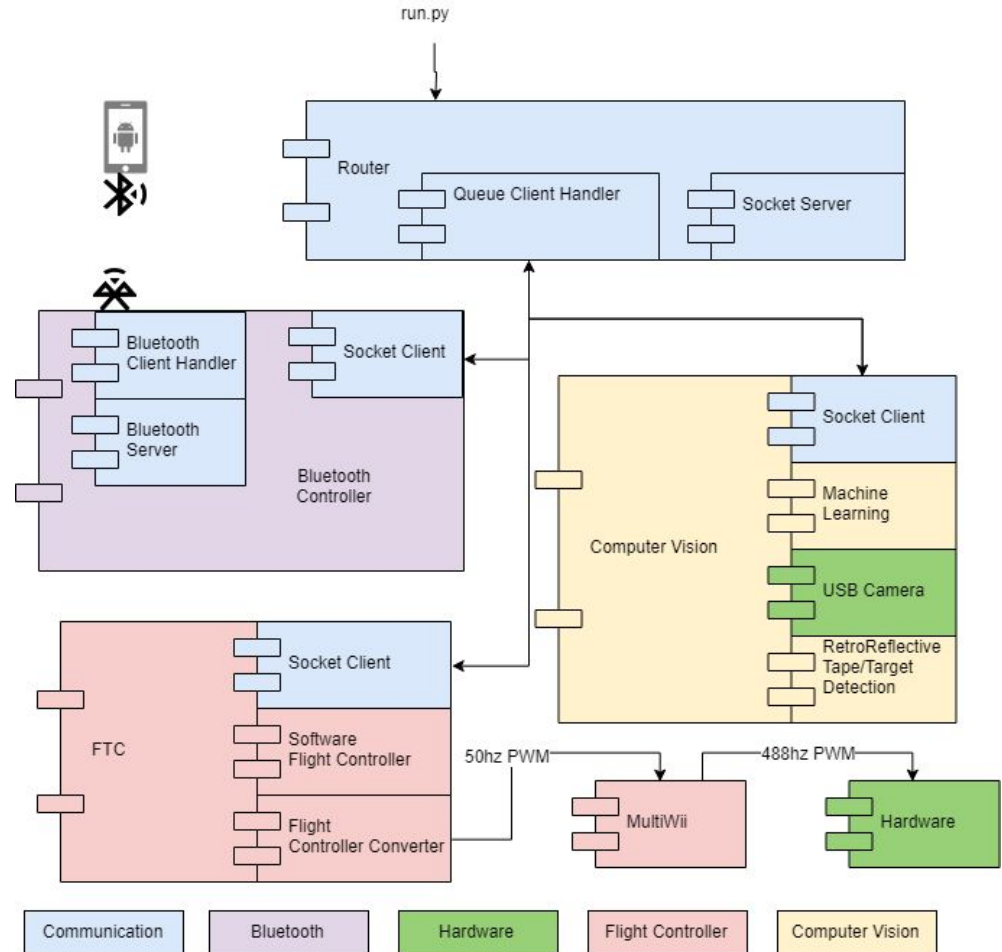 run.py
Router
Queue Client Handler
Socket Server
Bluetooth
Client Handler
Socket Client
Bluetooth
Server
Bluetooth
Controller
Socket Client
Machine
Learning
Computer Vision
USB Camera
RetroReflective
Tape/Target
Detection
Socket Client
FTC
Software
Flight Controller
Flight
Controller Converter
50hz PWM
MultiWii
488hz PWM
Hardware
Communication
Bluetooth
Hardware
Flight Controller
Computer Vision